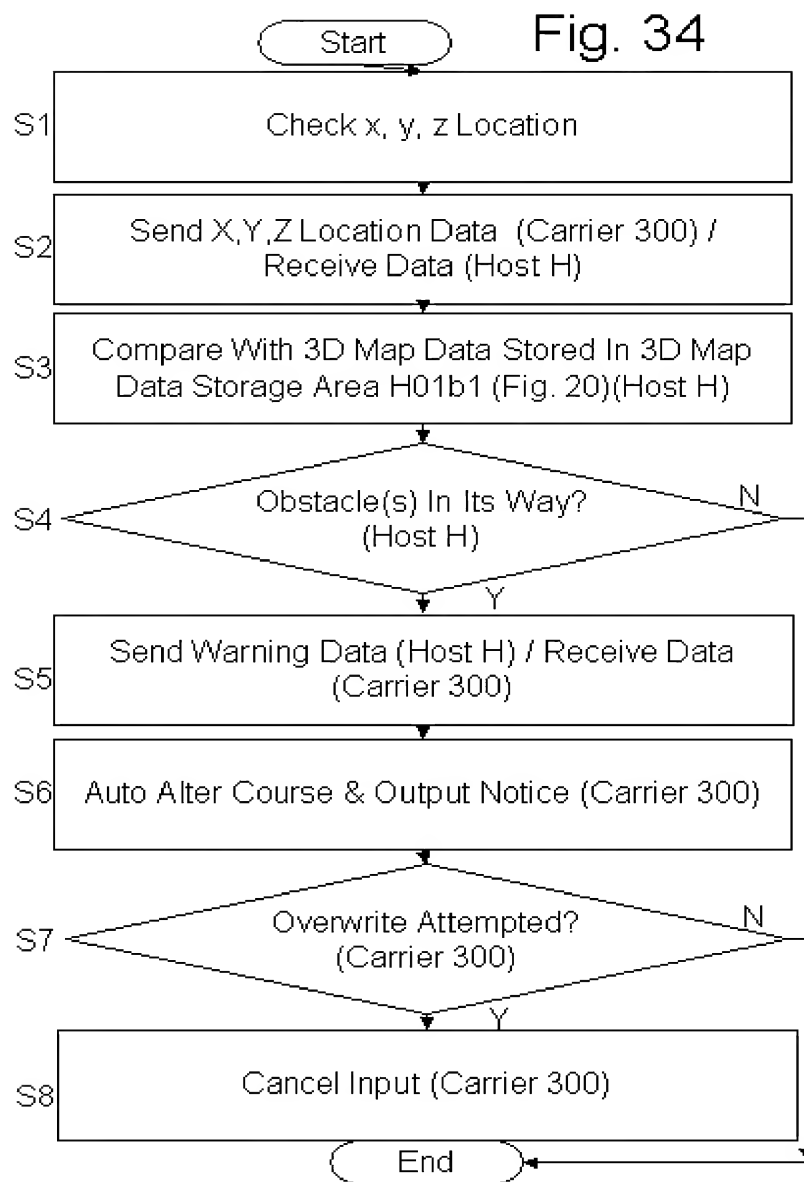 Start
Fig. 34
S1
Check x, y, z Location
S2
Send X,Y,Z Location Data (Carrier 300) /
Receive Data (Host H)
S3
Compare With 3D Map Data Stored In 3D Map
Data Storage Area H01b1 (Fig. 20)(Host H)
S4
Obstacle(s) In Its Way?
(Host H)
N
Y
S5
Send Warning Data (Host H) / Receive Data
(Carrier 300)
S6
Auto Alter Course & Output Notice (Carrier 300)
S7
Overwrite Attempted?
(Carrier 300)
N
Y
S8
Cancel Input (Carrier 300)
End